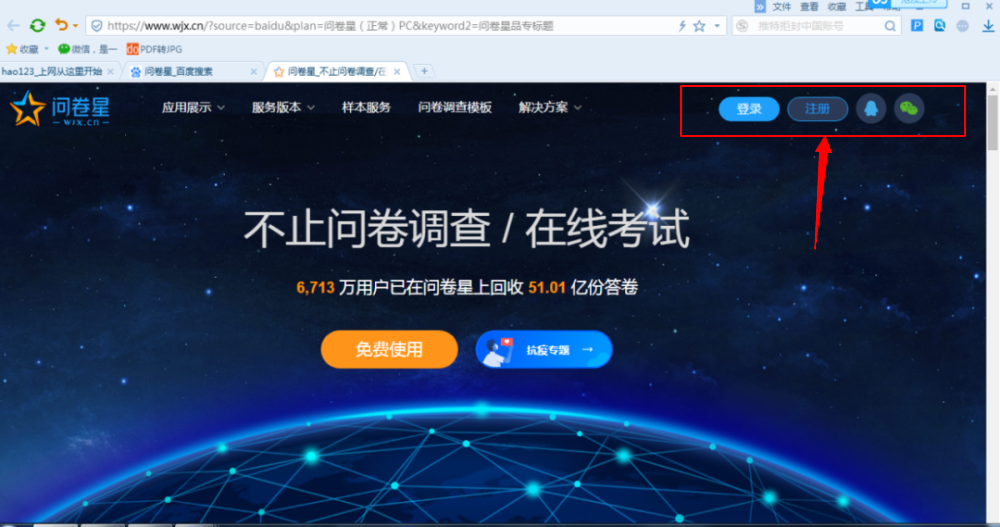 文件 查看 收藏 工具
https://www.wjx.cn/?source=baidu&plan=问卷星（正常）PC&keyword2=问卷星品专标题
推特拒封中国账号
收藏 微信，是一 PDF转JPG
hao123_上网从这里开始 问卷星_百度搜索 问卷星_不止问卷调查/在
问卷星
wjx.cn
应用展示 服务版本 样本服务 问卷调查模板 解决方案 登录 注册
不止问卷调查 / 在线考试
6,713 万用户已在问卷星上回收 51.01 亿份答卷
免费使用 抗疫专题 →